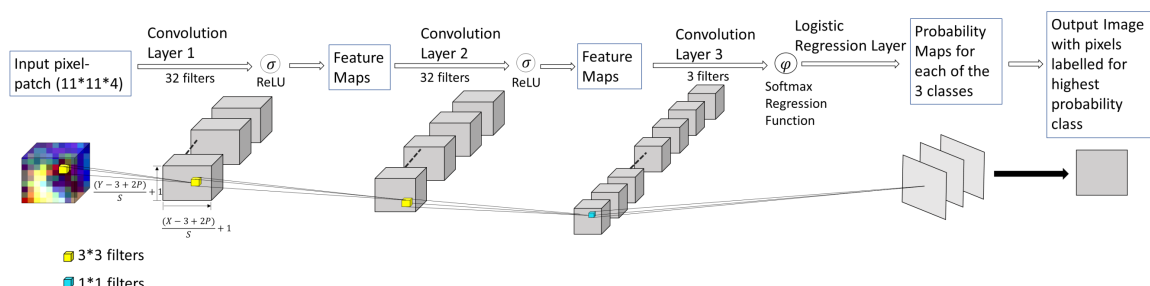 Input pixel-
patch (11*11*4)
Convolution
Layer 1
32 filters
σ
ReLU
Feature
Maps
Convolution
Layer 2
32 filters
σ
ReLU
Feature
Maps
Convolution
Layer 3
3 filters
φ
Softmax
Regression
Function
Logistic
Regression Layer
Probability
Maps for
each of the
3 classes
Output Image
with pixels
labelled for
highest
probability
class
(Y − 3 + 2P)
S
+ 1
(X − 3 + 2P)
S
+ 1
3*3 filters
1*1 filters